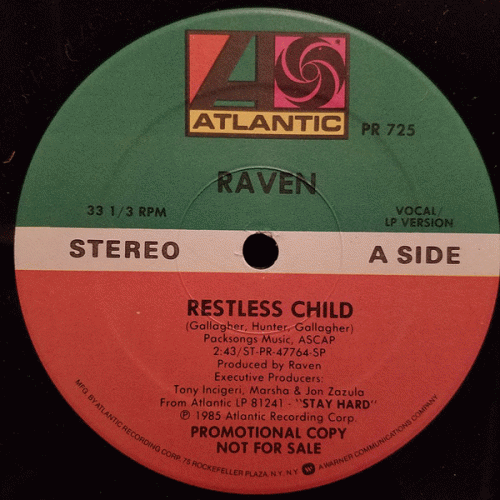 ATLANTIC
PR 725
RAVEN
33 1/3 RPM
VOCAL/
LP VERSION
STEREO
A SIDE
RESTLESS CHILD
(Gallagher, Hunter, Gallagher)
Packsongs Music, ASCAP
2:43/ST-PR-47764-SP
Produced by Raven
Executive Producers:
Tony Incigeri, Marsha & Jon Zazula
From Atlantic LP 81241 - "STAY HARD"
℗ 1985 Atlantic Recording Corp.
PROMOTIONAL COPY
NOT FOR SALE
MFG. BY ATLANTIC RECORDING CORP. 75 ROCKEFELLER PLAZA, N.Y. N.Y. W A WARNER COMMUNICATIONS COMPANY